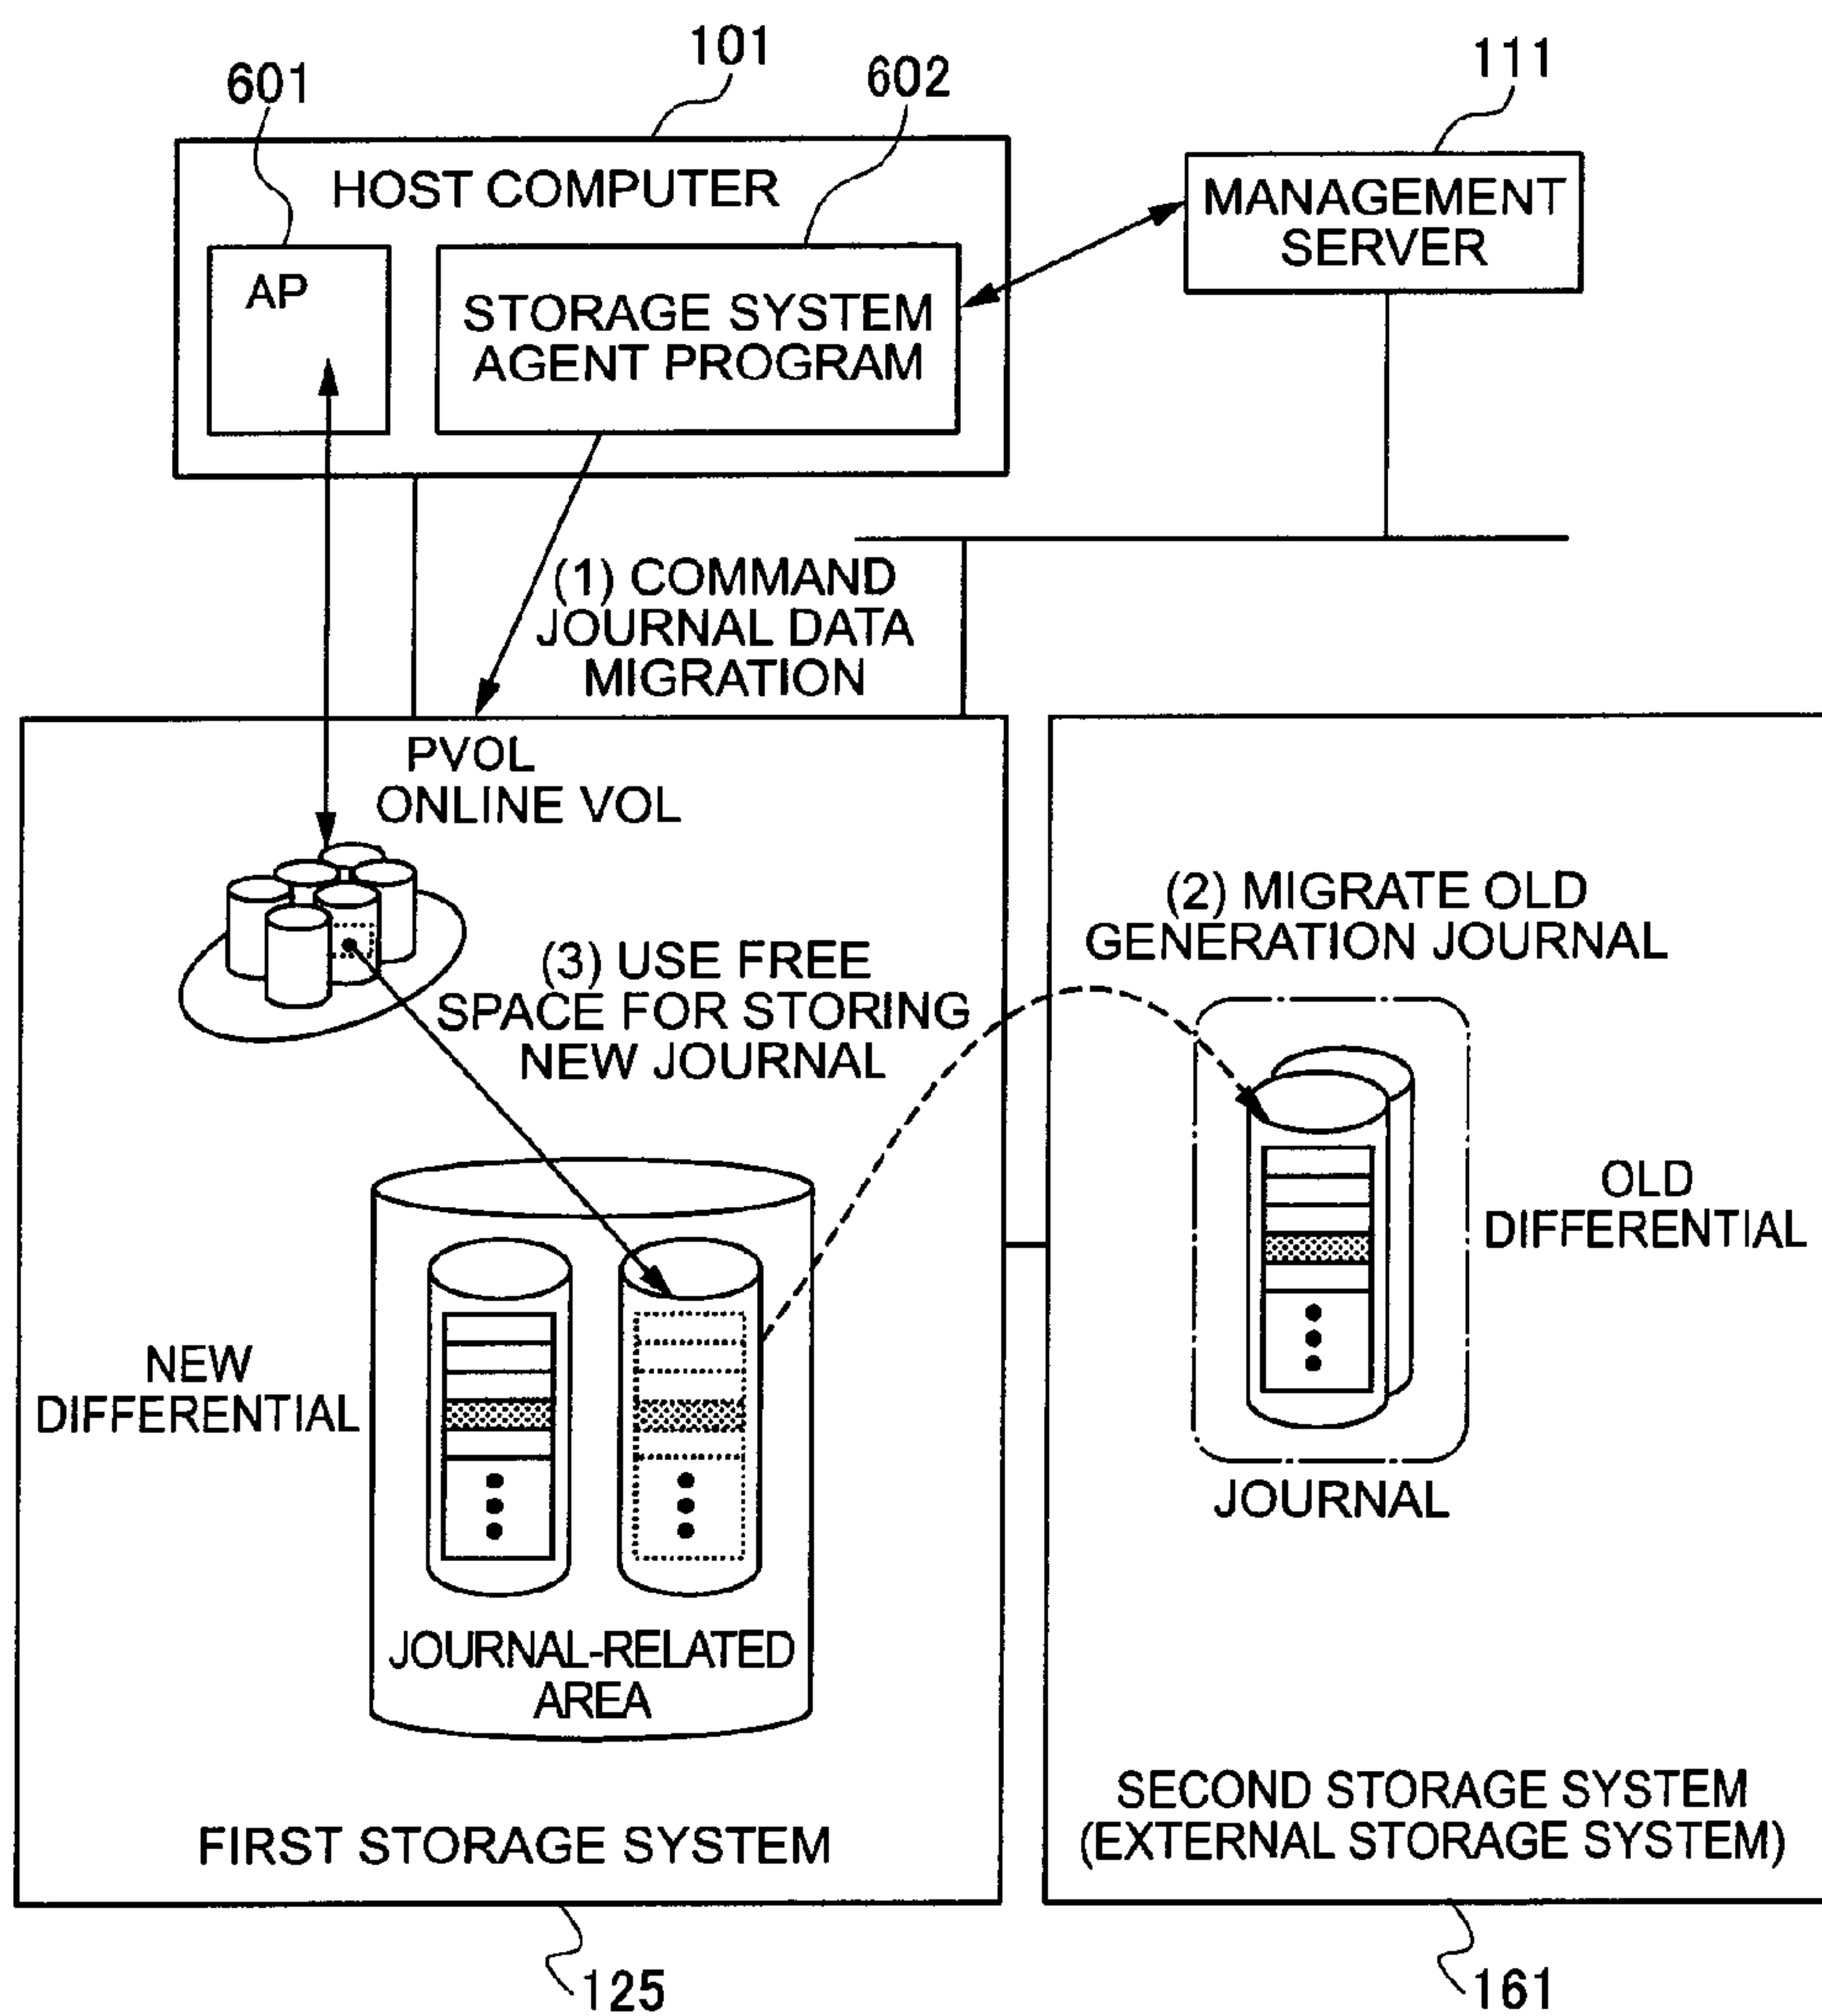 101
111
601
602
HOST COMPUTER
MANAGEMENT
SERVER
AP
STORAGE SYSTEM
AGENT PROGRAM
(1) COMMAND
JOURNAL DATA
MIGRATION
PVOL
ONLINE VOL
(2) MIGRATE OLD
GENERATION JOURNAL
(3) USE FREE
SPACE FOR STORING
NEW JOURNAL
OLD
DIFFERENTIAL
NEW
DIFFERENTIAL
JOURNAL
JOURNAL-RELATED
AREA
SECOND STORAGE SYSTEM
(EXTERNAL STORAGE SYSTEM)
FIRST STORAGE SYSTEM
125
161